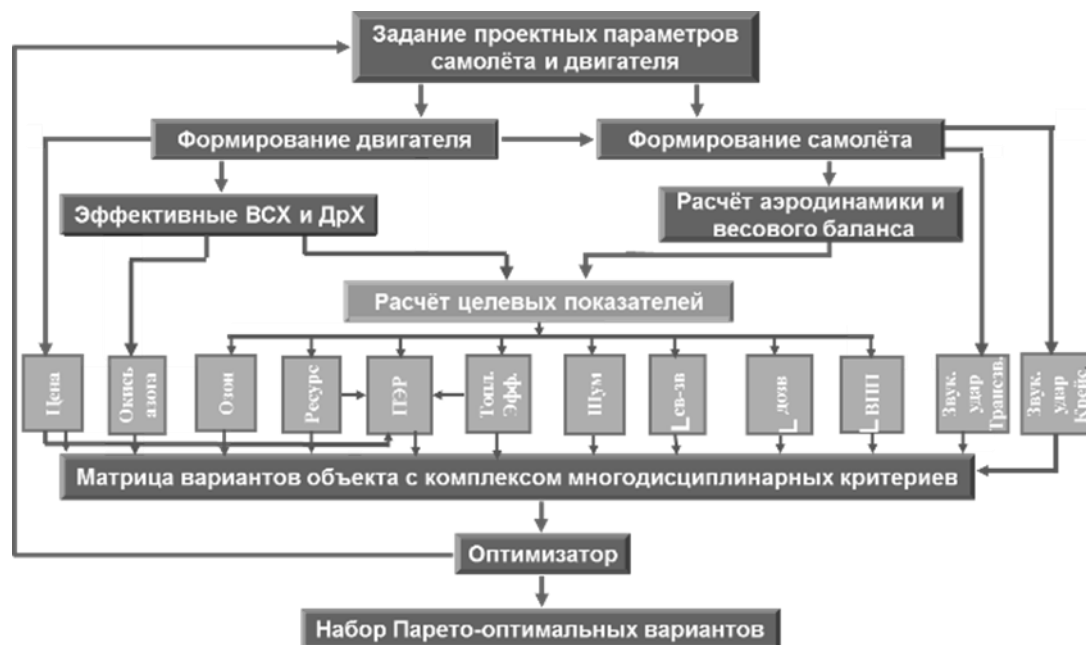 Задание проектных параметров
самолёта и двигателя
Формирование двигателя
Формирование самолёта
Эффективные ВСХ и ДрХ
Расчёт аэродинамики и
весового баланса
Расчёт целевых показателей
Цена
Окись
азота
Озон
Ресурс
ПЭР
Топл.
Эфф.
Шум
Lсв-зв
L дозв
LВПП
Звук.
удар
Трансзв.
Звук.
удар
Крейс.
Матрица вариантов объекта с комплексом многодисциплинарных критериев
Оптимизатор
Набор Парето-оптимальных вариантов